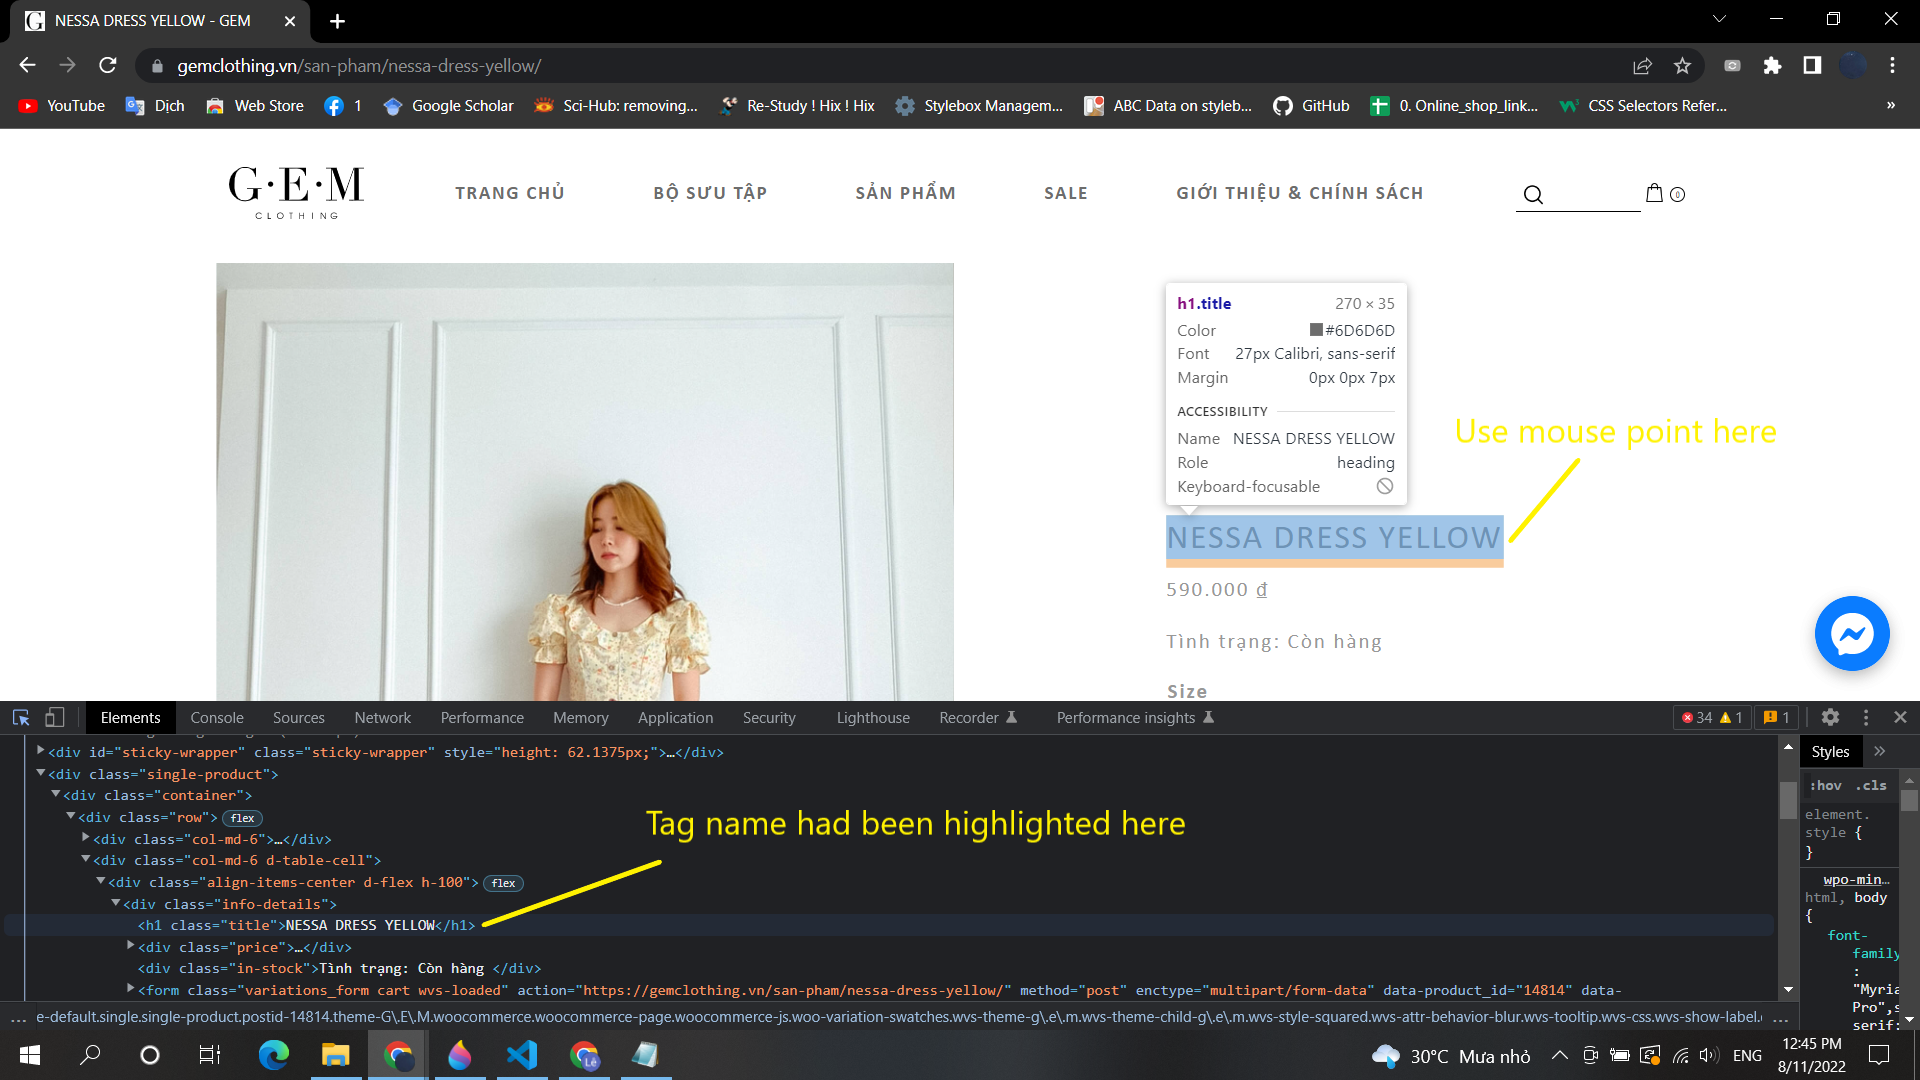 NESSA DRESS YELLOW - GEM
gemclothing.vn/san-pham/nessa-dress-yellow/
YouTube
Dịch
Web Store
1
Google Scholar
Sci-Hub: removing...
Re-Study ! Hix ! Hix
Stylebox Managem...
ABC Data on styleb...
GitHub
0. Online_shop_link...
CSS Selectors Refer...
»
G·E·M
CLOTHING
TRANG CHỦ
BỘ SƯU TẬP
SẢN PHẨM
SALE
GIỚI THIỆU & CHÍNH SÁCH
0
h1.title 270 × 35
Color #6D6D6D
Font 27px Calibri, sans-serif
Margin 0px 0px 7px
ACCESSIBILITY
Name NESSA DRESS YELLOW
Role heading
Keyboard-focusable
Use mouse point here
NESSA DRESS YELLOW
590.000 ₫
Tình trạng: Còn hàng
Size
Elements
Console
Sources
Network
Performance
Memory
Application
Security
Lighthouse
Recorder
Performance insights
34
1
1
<div id="sticky-wrapper" class="sticky-wrapper" style="height: 62.1375px;">…</div>
<div class="single-product">
<div class="container">
<div class="row"> flex
<div class="col-md-6">…</div>
<div class="col-md-6 d-table-cell">
<div class="align-items-center d-flex h-100"> flex
<div class="info-details">
<h1 class="title">NESSA DRESS YELLOW</h1>
<div class="price">…</div>
<div class="in-stock">Tình trạng: Còn hàng </div>
<form class="variations_form cart wvs-loaded" action="https://gemclothing.vn/san-pham/nessa-dress-yellow/" method="post" enctype="multipart/form-data" data-product_id="14814" data-
Tag name had been highlighted here
Styles »
:hov .cls
element.
style {
}
wpo-min…
html, body
{
font-
family
:
"Myria
Pro",s
serif;
... e-default.single.single-product.postid-14814.theme-G\.E\.M.woocommerce.woocommerce-page.woocommerce-js.woo-variation-swatches.wvs-theme-g\.e\.m.wvs-theme-child-g\.e\.m.wvs-style-squared.wvs-attr-behavior-blur.wvs-tooltip.wvs-css.wvs-show-label. ...
Lê
30°C Mưa nhỏ
ENG
12:45 PM
8/11/2022